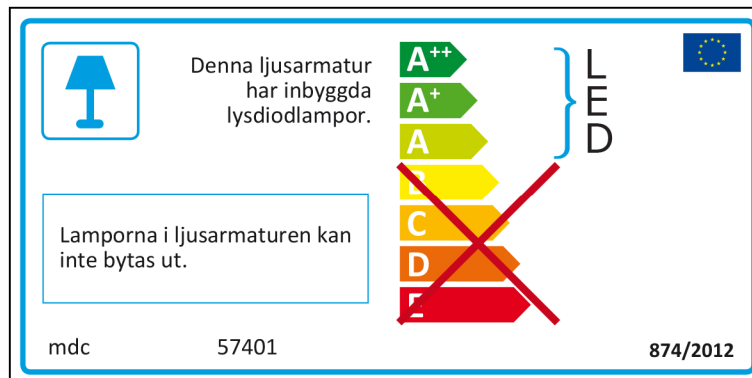 Denna ljusarmatur
har inbyggda
lysdiodlampor.
A++
A+
A
B
C
D
E
L
E
D
Lamporna i ljusarmaturen kan
inte bytas ut.
mdc 57401 874/2012